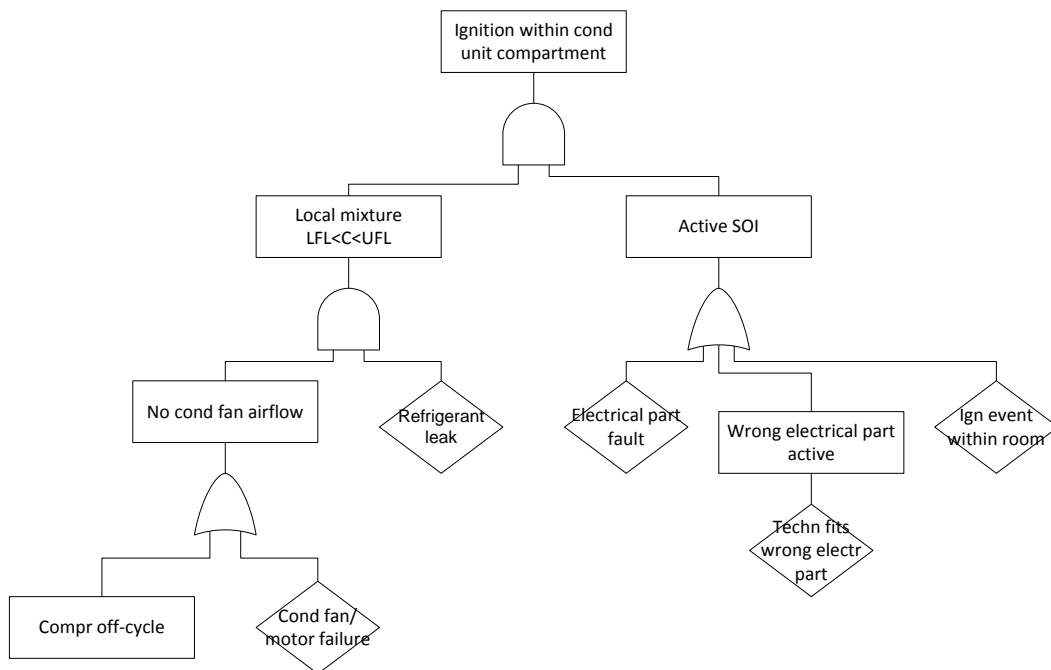 Ignition within cond
unit compartment
Local mixture
LFL<C<UFL
Active SOI
No cond fan airflow
Refrigerant
leak
Electrical part
fault
Wrong electrical part
active
Ign event
within room
Techn fits
wrong electr
part
Compr off-cycle
Cond fan/
motor failure